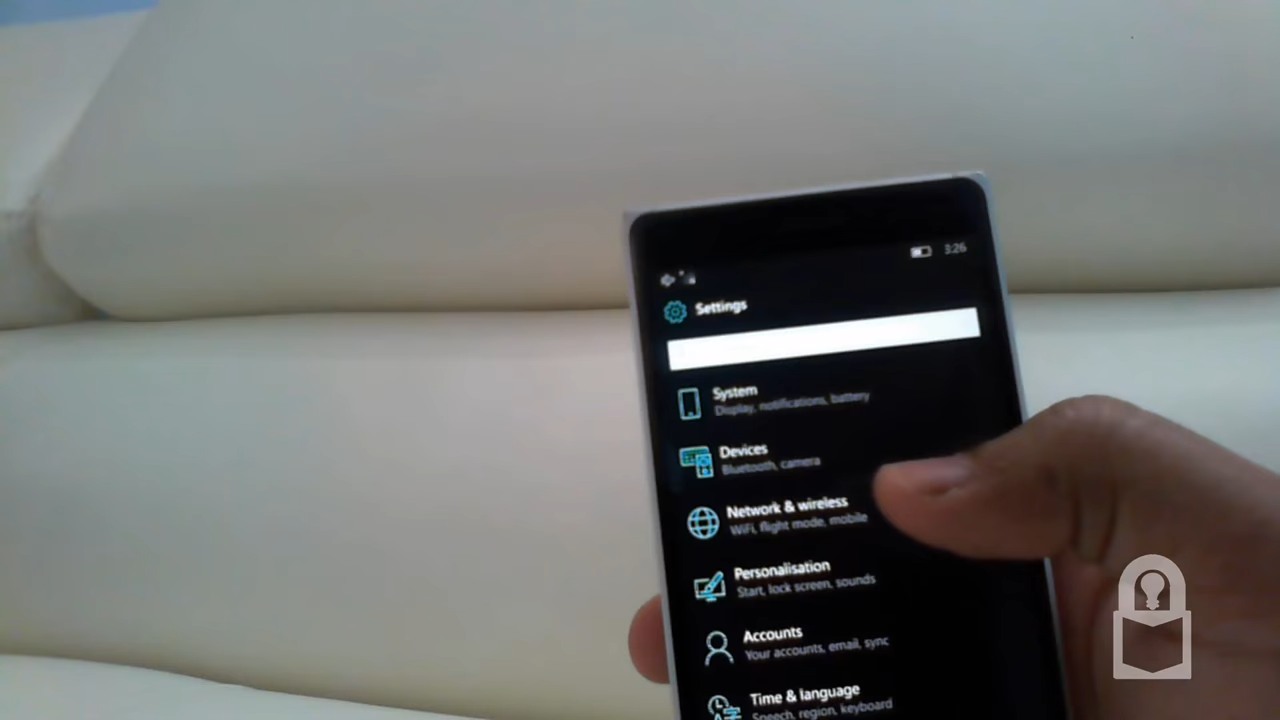 3:26
Settings
System
Display, notifications, battery
Devices
Bluetooth, camera
Network & wireless
WiFi, flight mode, mobile
Personalisation
Start, lock screen, sounds
Accounts
Your accounts, email, sync
Time & language
Speech, region, keyboard